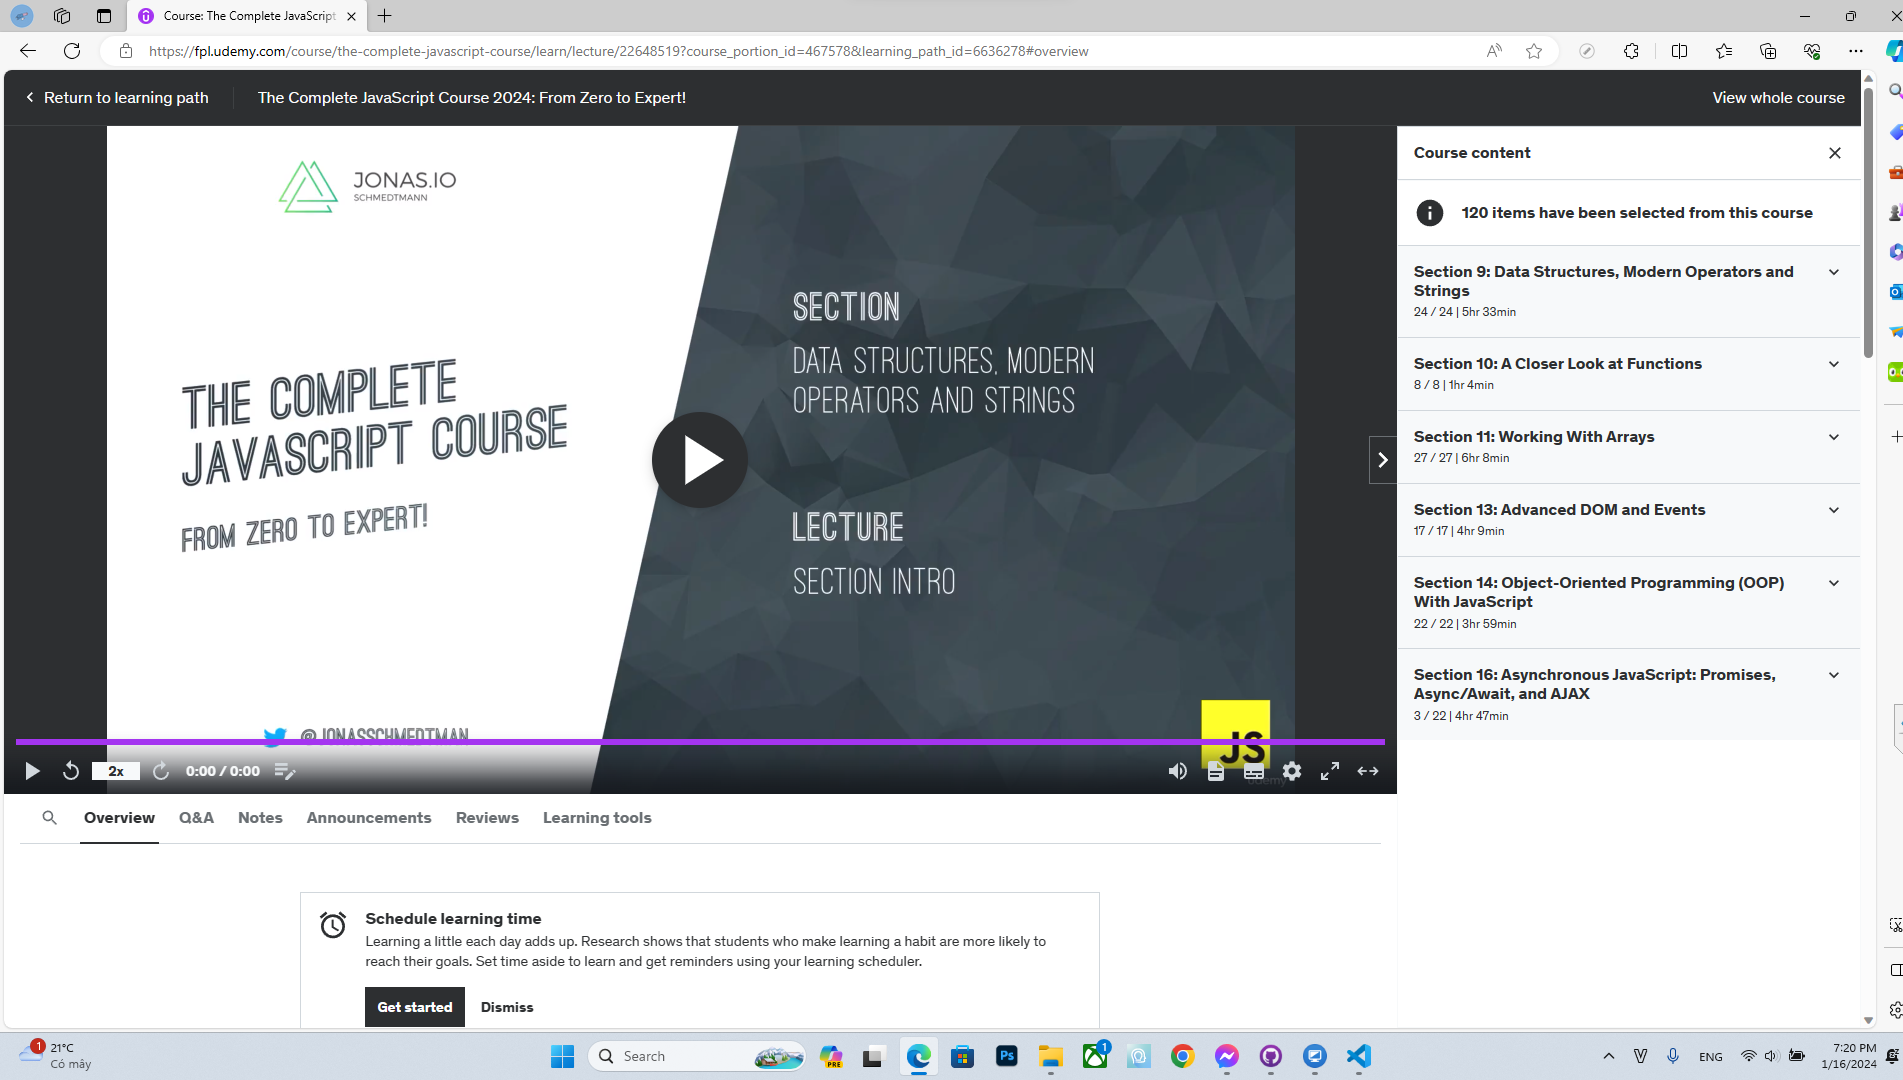 Course: The Complete JavaScript
https://fpl.udemy.com/course/the-complete-javascript-course/learn/lecture/22648519?course_portion_id=467578&learning_path_id=6636278#overview
Return to learning path
The Complete JavaScript Course 2024: From Zero to Expert!
View whole course
JONAS.IO
SCHMEDTMANN
THE COMPLETE
JAVASCRIPT COURSE
FROM ZERO TO EXPERT!
@JONASSCHMEDTMAN
SECTION
DATA STRUCTURES, MODERN
OPERATORS AND STRINGS
LECTURE
SECTION INTRO
JS
udemy
2x
0:00 / 0:00
Course content
120 items have been selected from this course
Section 9: Data Structures, Modern Operators and
Strings
24 / 24 | 5hr 33min
Section 10: A Closer Look at Functions
8 / 8 | 1hr 4min
Section 11: Working With Arrays
27 / 27 | 6hr 8min
Section 13: Advanced DOM and Events
17 / 17 | 4hr 9min
Section 14: Object-Oriented Programming (OOP)
With JavaScript
22 / 22 | 3hr 59min
Section 16: Asynchronous JavaScript: Promises,
Async/Await, and AJAX
3 / 22 | 4hr 47min
Overview Q&A Notes Announcements Reviews Learning tools
Schedule learning time
Learning a little each day adds up. Research shows that students who make learning a habit are more likely to
reach their goals. Set time aside to learn and get reminders using your learning scheduler.
Get started Dismiss
1
21°C
Có mây
Search
PRE
Ps
1
V
ENG
7:20 PM
1/16/2024